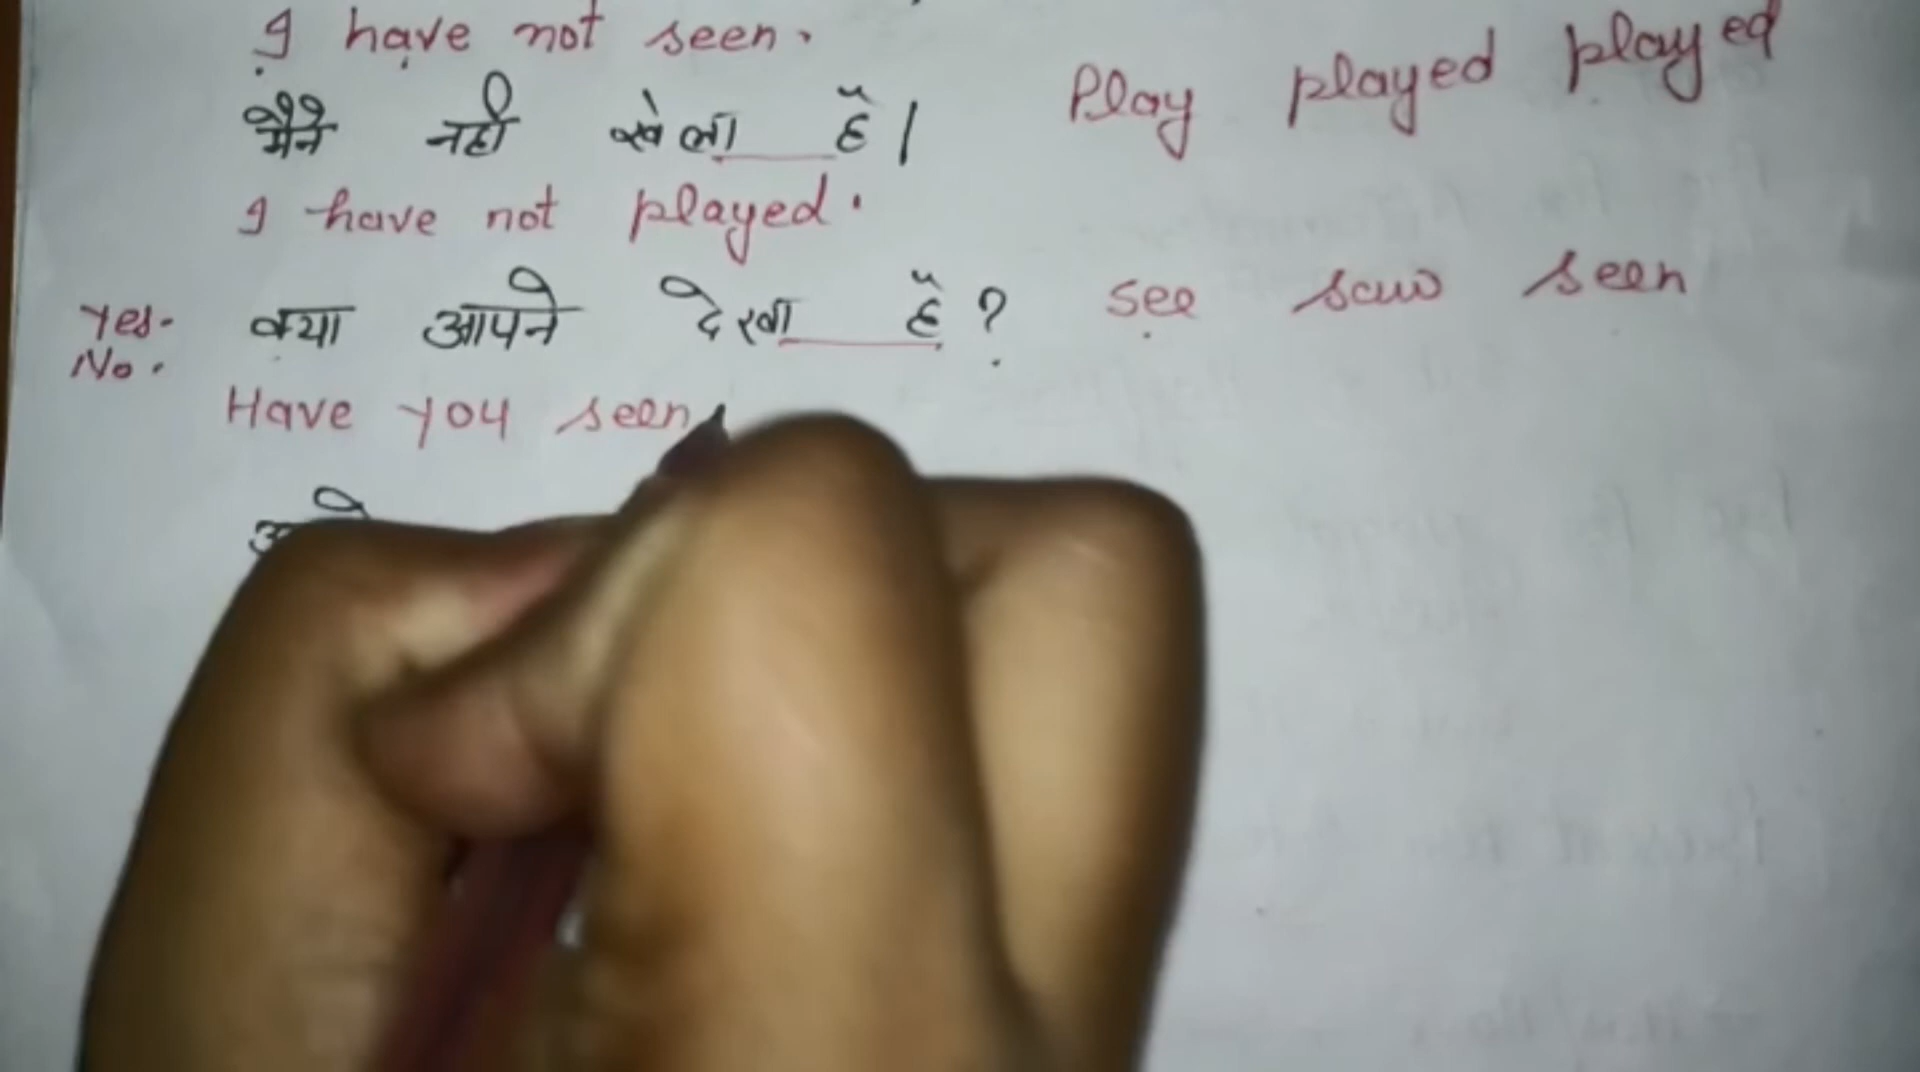 I have not seen.
मैने नही खेला है। Play played played
I have not played.
Yes. No. क्या आपने देखा है ? see saw seen
Have you seen